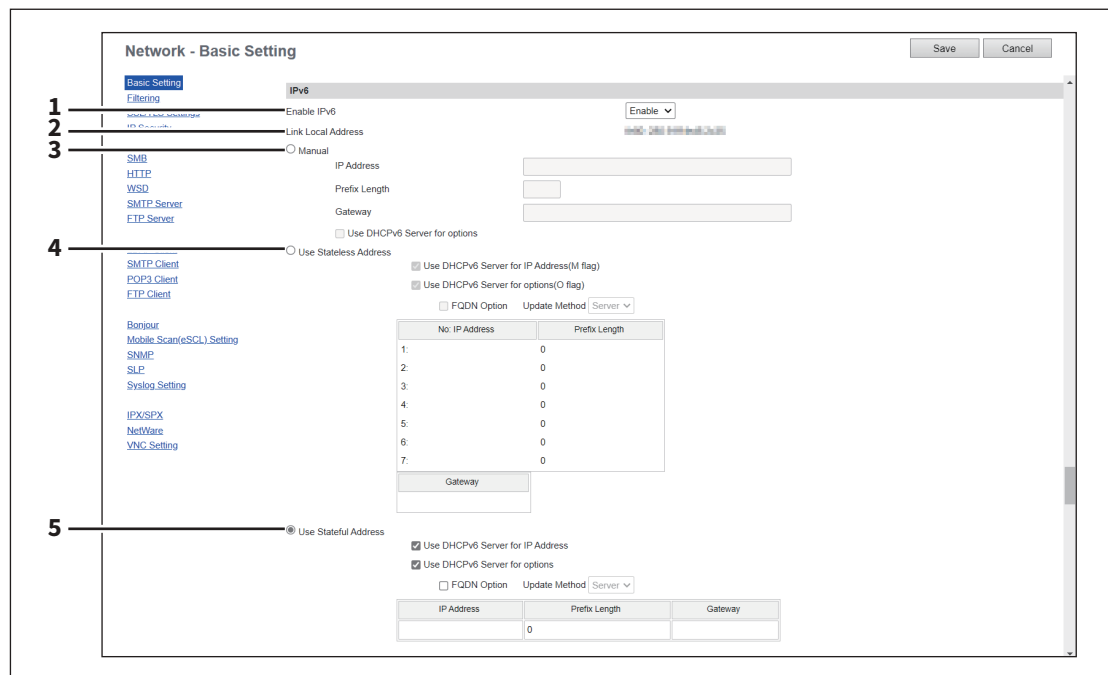 Network - Basic Setting
Save Cancel
Basic Setting
Filtering
SMB
HTTP
WSD
SMTP Server
FTP Server
SMTP Client
POP3 Client
FTP Client
Bonjour
Mobile Scan(eSCL) Setting
SNMP
SLP
Syslog Setting
IPX/SPX
NetWare
VNC Setting
IPv6
1 Enable IPv6 Enable
2 Link Local Address
3 Manual
IP Address
Prefix Length
Gateway
Use DHCPv6 Server for options
4 Use Stateless Address
Use DHCPv6 Server for IP Address(M flag)
Use DHCPv6 Server for options(O flag)
FQDN Option Update Method Server
No: IP Address Prefix Length
1: 0
2: 0
3: 0
4: 0
5: 0
6: 0
7: 0
Gateway
5 Use Stateful Address
Use DHCPv6 Server for IP Address
Use DHCPv6 Server for options
FQDN Option Update Method Server
IP Address Prefix Length Gateway
0